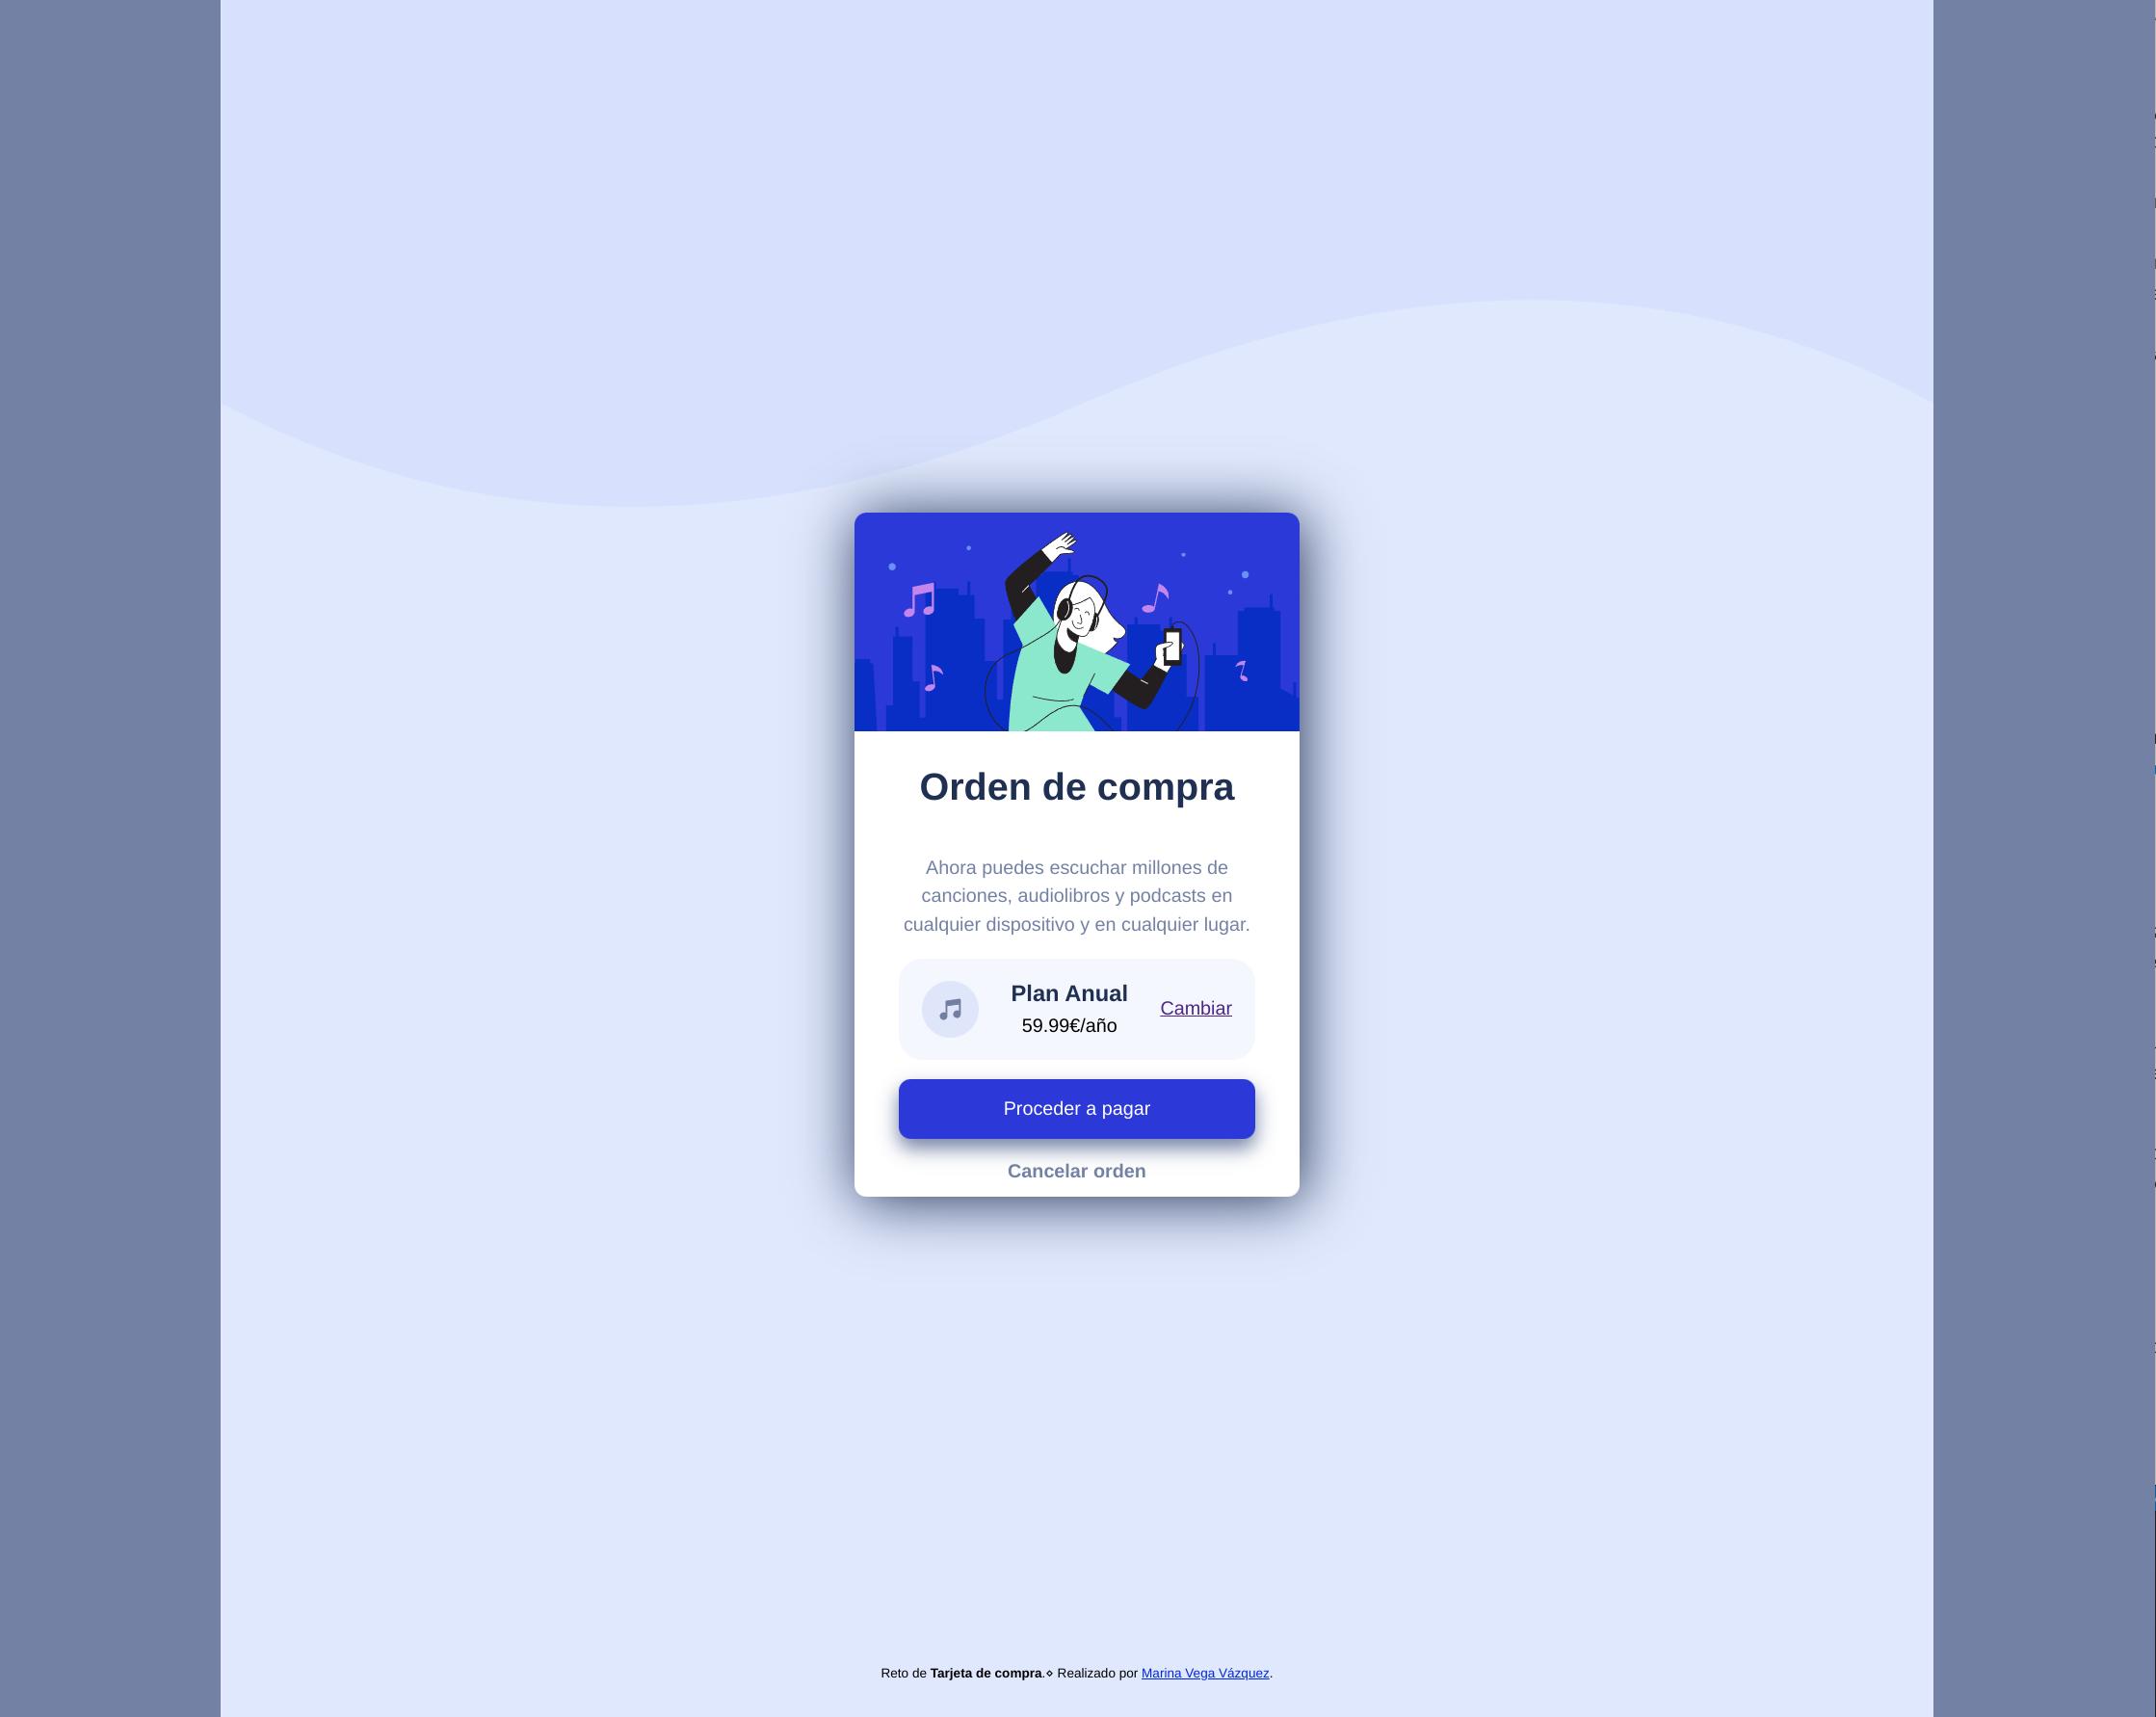 Orden de compra
Ahora puedes escuchar millones de
canciones, audiolibros y podcasts en
cualquier dispositivo y en cualquier lugar.
Plan Anual
59.99€/año
Cambiar
Proceder a pagar
Cancelar orden
Reto de Tarjeta de compra.⋄ Realizado por Marina Vega Vázquez.